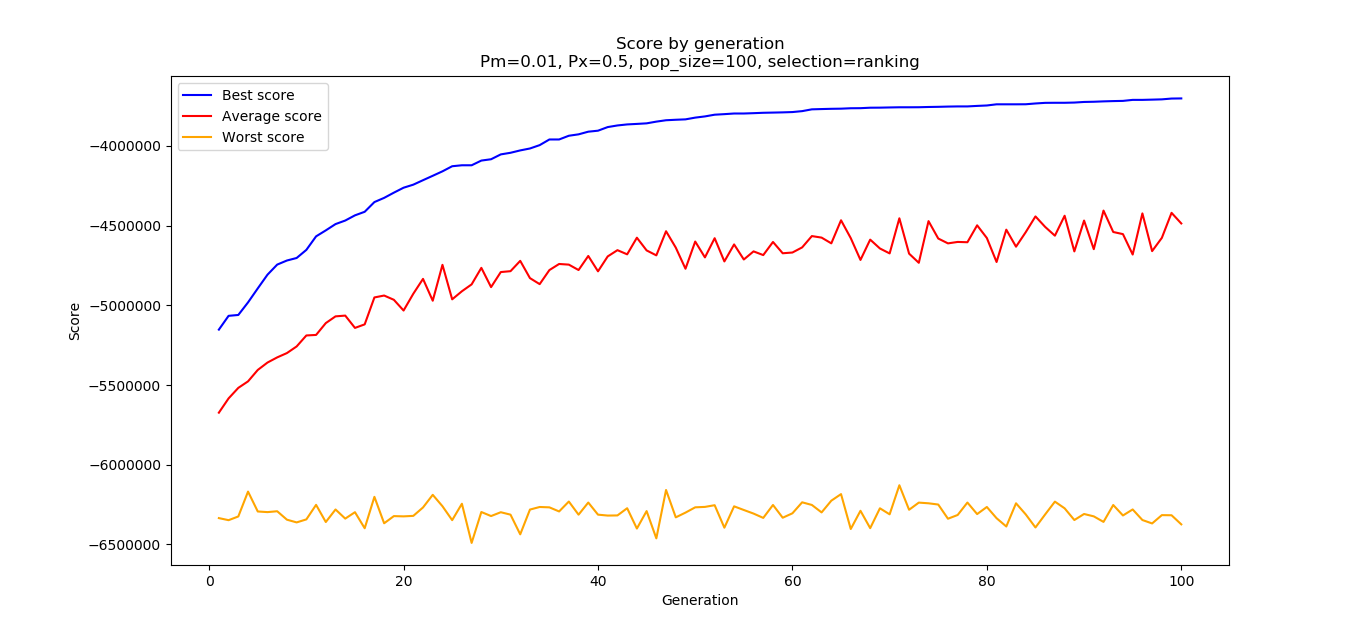 Score by generation
Pm=0.01, Px=0.5, pop_size=100, selection=ranking
Best score
Average score
Worst score
−4000000
−4500000
−5000000
−5500000
−6000000
−6500000
Score
0 20 40 60 80 100
Generation